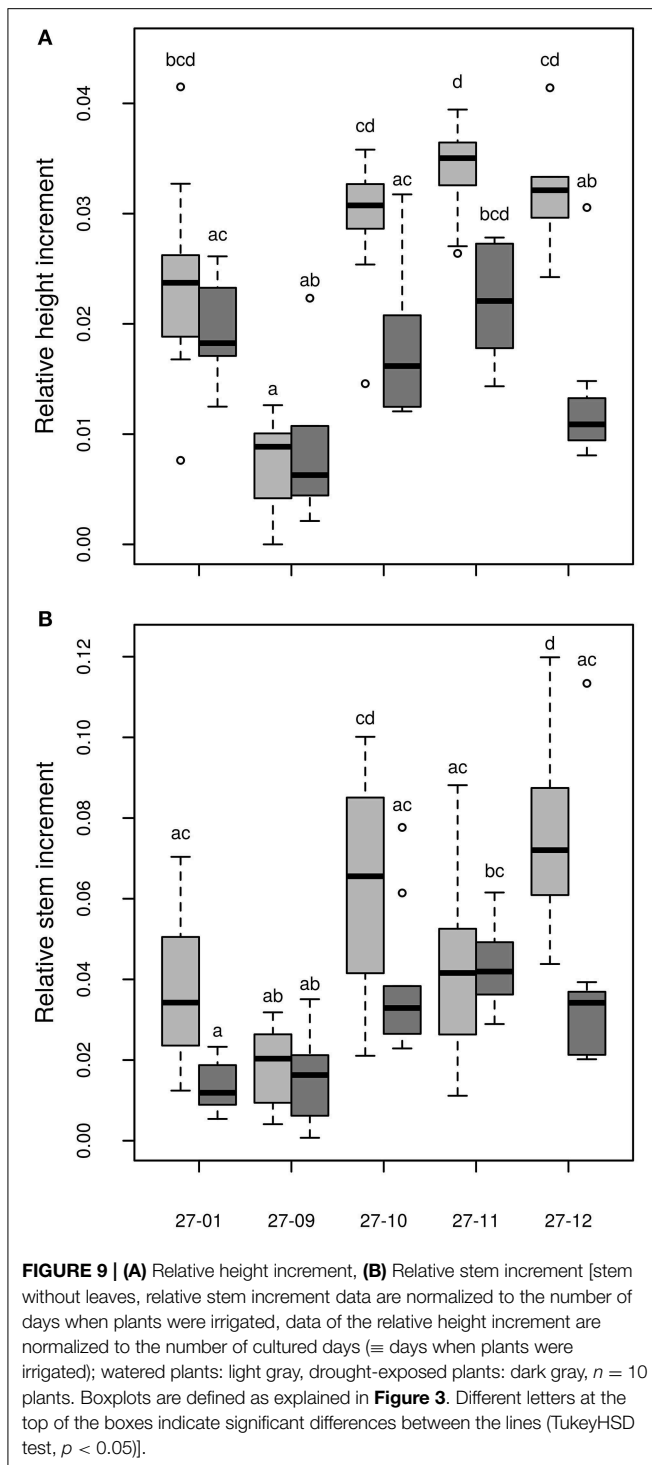 A
bcd
ac
a
ab
cd
ac
d
bcd
cd
ab
Relative height increment
0.04
0.03
0.02
0.01
0.00
B
ac
a
ab
ab
cd
ac
ac
bc
d
ac
Relative stem increment
0.12
0.10
0.08
0.06
0.04
0.02
0.00
27-01 27-09 27-10 27-11 27-12
FIGURE 9 | (A) Relative height increment, (B) Relative stem increment [stem
without leaves, relative stem increment data are normalized to the number of
days when plants were irrigated, data of the relative height increment are
normalized to the number of cultured days (≡ days when plants were
irrigated); watered plants: light gray, drought-exposed plants: dark gray, n = 10
plants. Boxplots are defined as explained in Figure 3. Different letters at the
top of the boxes indicate significant differences between the lines (TukeyHSD
test, p < 0.05)].